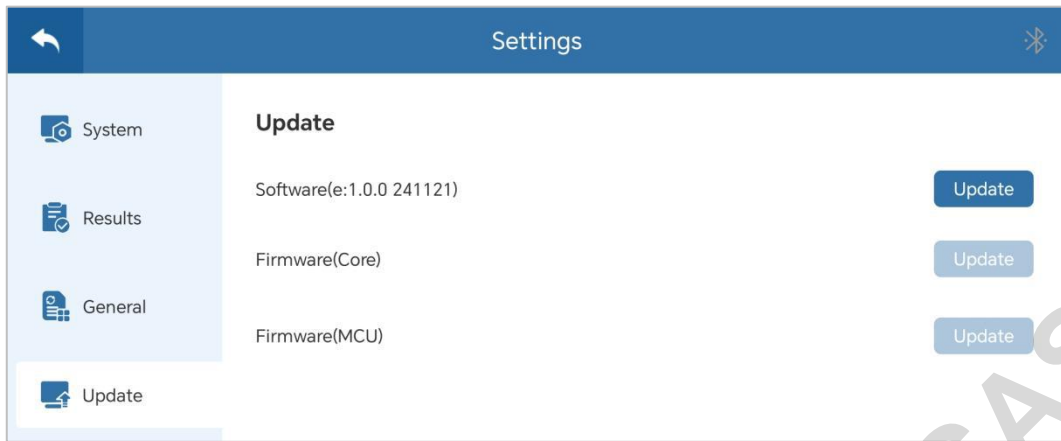 Settings
System
Results
General
Update
Update
Software(e:1.0.0 241121)
Update
Firmware(Core)
Update
Firmware(MCU)
Update